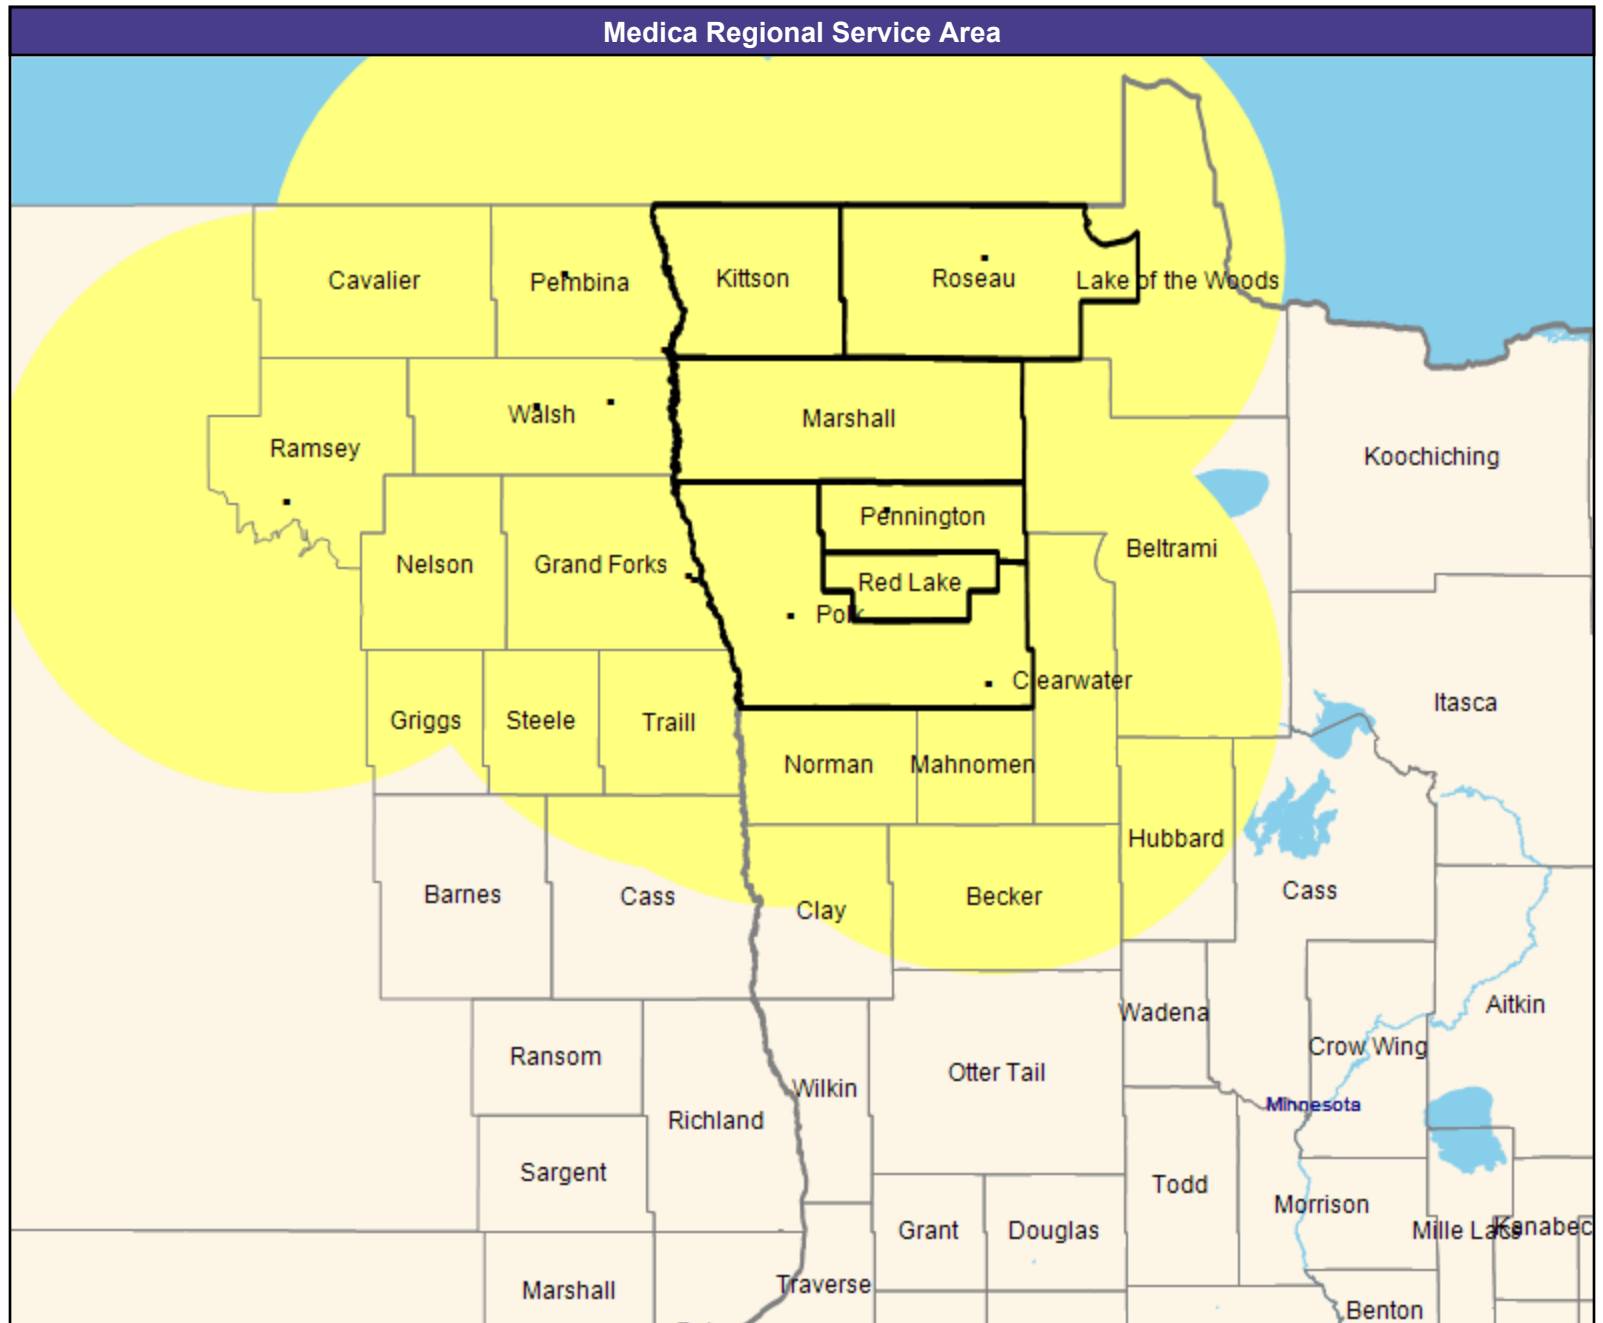 Medica Regional Service Area
Cavalier
Pembina
Kittson
Roseau
Lake of the Woods
Walsh
Marshall
Ramsey
Koochiching
Pennington
Beltrami
Nelson
Grand Forks
Red Lake
Polk
Clearwater
Itasca
Griggs
Steele
Traill
Norman
Mahnomen
Hubbard
Barnes
Cass
Clay
Becker
Cass
Aitkin
Wadena
Crow Wing
Ransom
Otter Tail
Wilkin
Minnesota
Richland
Sargent
Todd
Morrison
Grant
Douglas
Mille Lacs
Kanabec
Marshall
Traverse
Benton